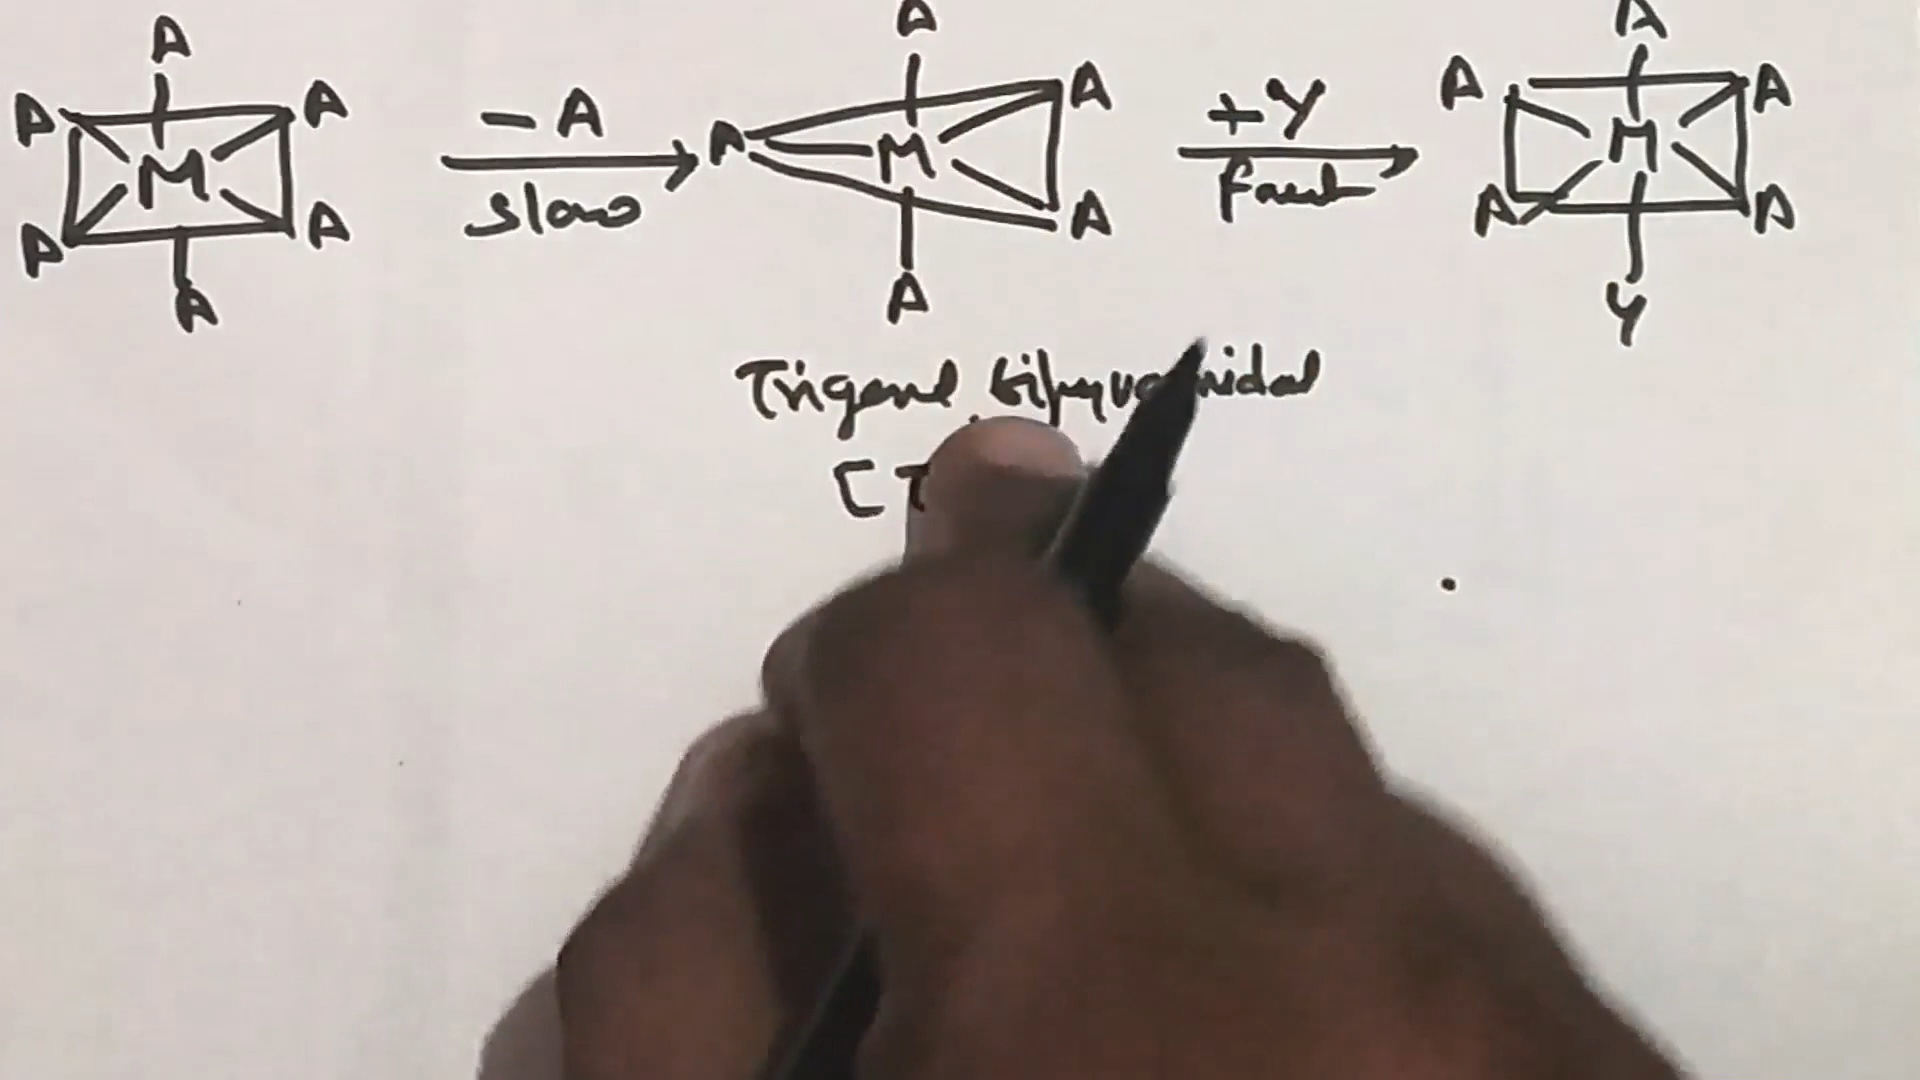 A A A
A A - A A M A + Y A M A
A M A slow A Fast A A
A A Y
Trigonal bipyramidal
[ T